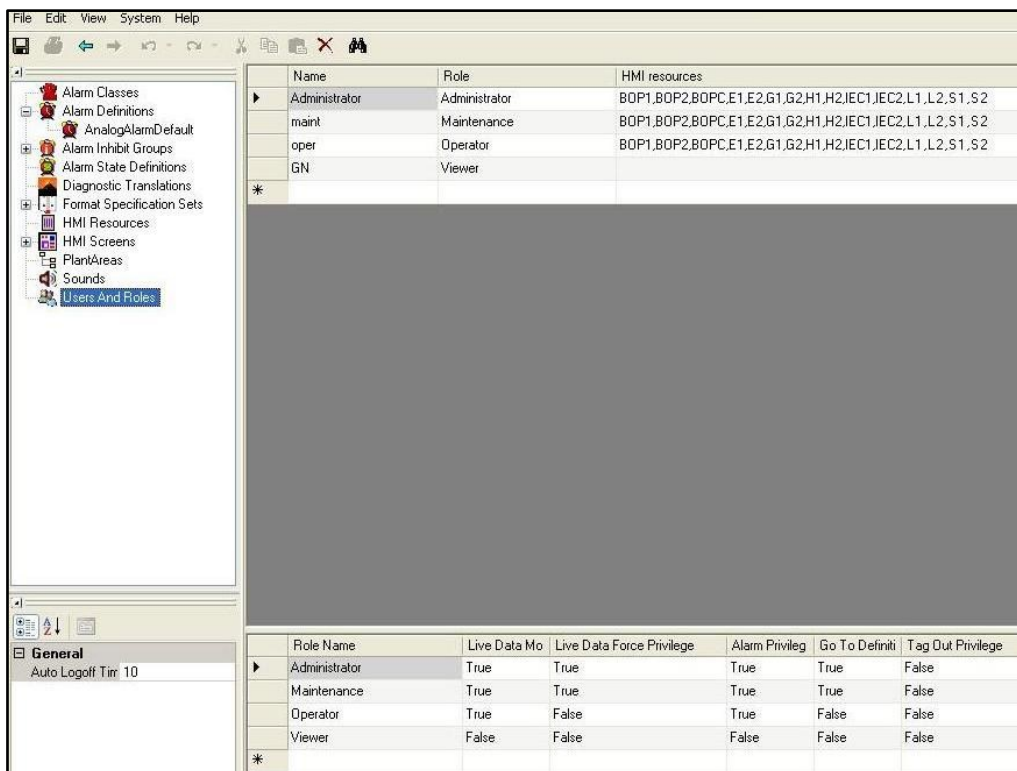 File Edit View System Help
Alarm Classes
Alarm Definitions
AnalogAlarmDefault
Alarm Inhibit Groups
Alarm State Definitions
Diagnostic Translations
Format Specification Sets
HMI Resources
HMI Screens
PlantAreas
Sounds
Users And Roles
Name Role HMI resources
Administrator Administrator BOP1,BOP2,BOPC,E1,E2,G1,G2,H1,H2,IEC1,IEC2,L1,L2,S1,S2
maint Maintenance BOP1,BOP2,BOPC,E1,E2,G1,G2,H1,H2,IEC1,IEC2,L1,L2,S1,S2
oper Operator BOP1,BOP2,BOPC,E1,E2,G1,G2,H1,H2,IEC1,IEC2,L1,L2,S1,S2
GN Viewer
General
Auto Logoff Tim 10
Role Name Live Data Mo Live Data Force Privilege Alarm Privileg Go To Definiti Tag Out Privilege
Administrator True True True True False
Maintenance True True True True False
Operator True False True False False
Viewer False False False False False